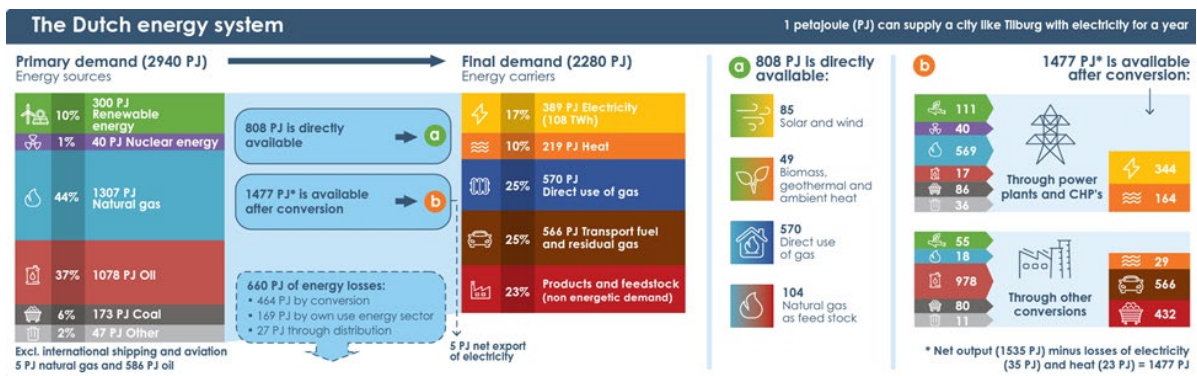 The Dutch energy system
1 petajoule (PJ) can supply a city like Tilburg with electricity for a year
Primary demand (2940 PJ)
Energy sources
10%
300 PJ
Renewable
energy
1%
40 PJ Nuclear energy
44%
1307 PJ
Natural gas
37%
1078 PJ Oil
6%
173 PJ Coal
2%
47 PJ Other
Excl. international shipping and aviation
5 PJ natural gas and 586 PJ oil
808 PJ is directly
available
a
1477 PJ* is available
after conversion
b
660 PJ of energy losses:
• 464 PJ by conversion
• 169 PJ by own use energy sector
• 27 PJ through distribution
5 PJ net export
of electricity
Final demand (2280 PJ)
Energy carriers
17%
389 PJ Electricity
(108 TWh)
10%
219 PJ Heat
25%
570 PJ
Direct use of gas
25%
566 PJ Transport fuel
and residual gas
23%
Products and feedstock
(non energetic demand)
a
808 PJ is directly
available:
85
Solar and wind
49
Biomass,
geothermal and
ambient heat
570
Direct use
of gas
104
Natural gas
as feed stock
b
1477 PJ* is available
after conversion:
111
40
569
17
86
36
Through power
plants and CHP's
344
164
55
18
978
80
11
Through other
conversions
29
566
432
* Net output (1535 PJ) minus losses of electricity
(35 PJ) and heat (23 PJ) = 1477 PJ